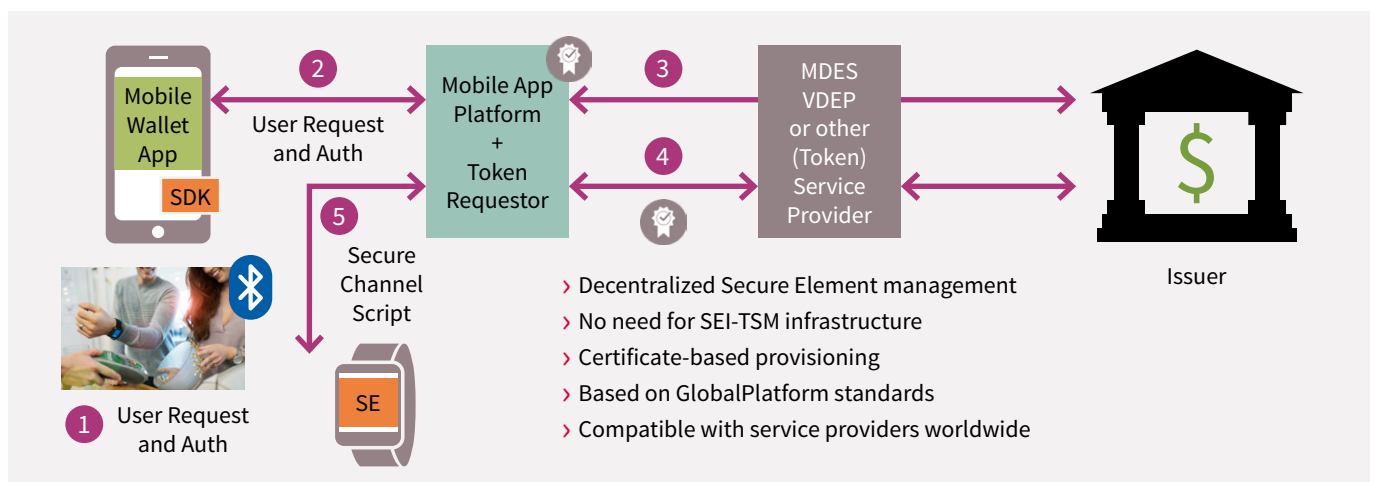 Mobile
Wallet
App
SDK
2
User Request
and Auth
Mobile App
Platform
+
Token
Requestor
3
4
MDES
VDEP
or other
(Token)
Service
Provider
$
Issuer
5
Secure
Channel
Script
SE
1
User Request
and Auth
› Decentralized Secure Element management
› No need for SEI-TSM infrastructure
› Certificate-based provisioning
› Based on GlobalPlatform standards
› Compatible with service providers worldwide